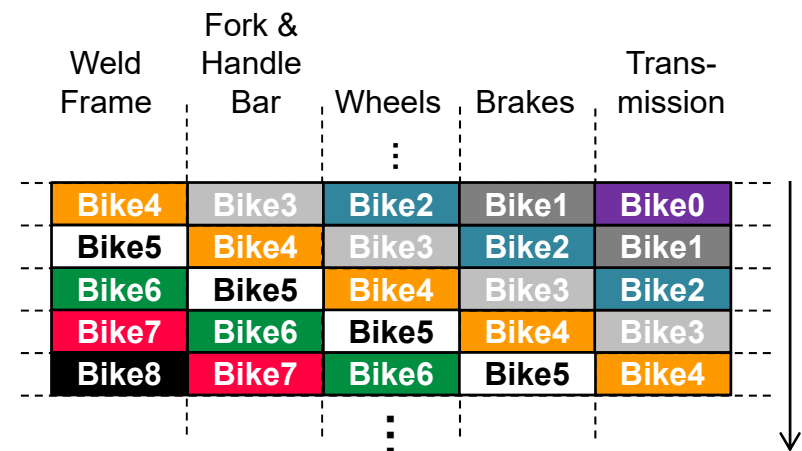 Weld Frame
Fork & Handle Bar
Wheels
Brakes
Trans-mission
Bike4 Bike3 Bike2 Bike1 Bike0
Bike5 Bike4 Bike3 Bike2 Bike1
Bike6 Bike5 Bike4 Bike3 Bike2
Bike7 Bike6 Bike5 Bike4 Bike3
Bike8 Bike7 Bike6 Bike5 Bike4